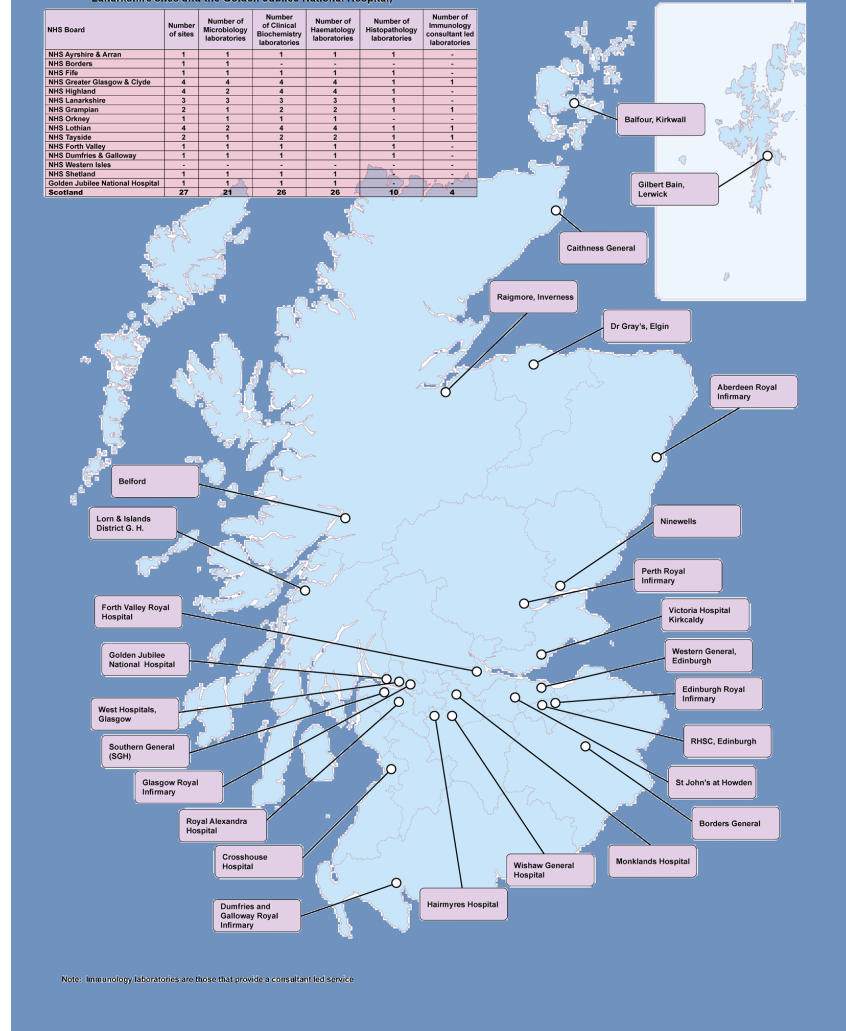 Lanarkshire sites and the Golden Jubilee National Hospital)
NHS Board Number of sites Number of Microbiology laboratories Number of Clinical Biochemistry laboratories Number of Haematology laboratories Number of Histopathology laboratories Number of Immunology consultant led laboratories
NHS Ayrshire & Arran 1 1 1 1 1 -
NHS Borders 1 1 - - - -
NHS Fife 1 1 1 1 1 -
NHS Greater Glasgow & Clyde 4 4 4 4 1 1
NHS Highland 4 2 4 4 1 -
NHS Lanarkshire 3 3 3 3 1 -
NHS Grampian 2 1 2 2 1 1
NHS Orkney 1 1 1 1 - -
NHS Lothian 4 2 4 4 1 1
NHS Tayside 2 1 2 2 1 1
NHS Forth Valley 1 1 1 1 1 -
NHS Dumfries & Galloway 1 1 1 1 1 -
NHS Western Isles - - - - - -
NHS Shetland 1 1 1 1 - -
Golden Jubilee National Hospital 1 1 1 1 - -
Scotland 27 21 26 26 10 4
Balfour, Kirkwall
Gilbert Bain,
Lerwick
Caithness General
Raigmore, Inverness
Dr Gray's, Elgin
Aberdeen Royal
Infirmary
Belford
Lorn & Islands
District G. H.
Ninewells
Perth Royal
Infirmary
Forth Valley Royal
Hospital
Victoria Hospital
Kirkcaldy
Golden Jubilee
National Hospital
Western General,
Edinburgh
Edinburgh Royal
Infirmary
West Hospitals,
Glasgow
Southern General
(SGH)
RHSC, Edinburgh
Glasgow Royal
Infirmary
St John's at Howden
Royal Alexandra
Hospital
Borders General
Crosshouse
Hospital
Wishaw General
Hospital
Monklands Hospital
Hairmyres Hospital
Dumfries and
Galloway Royal
Infirmary
Note: Immunology laboratories are those that provide a consultant led service